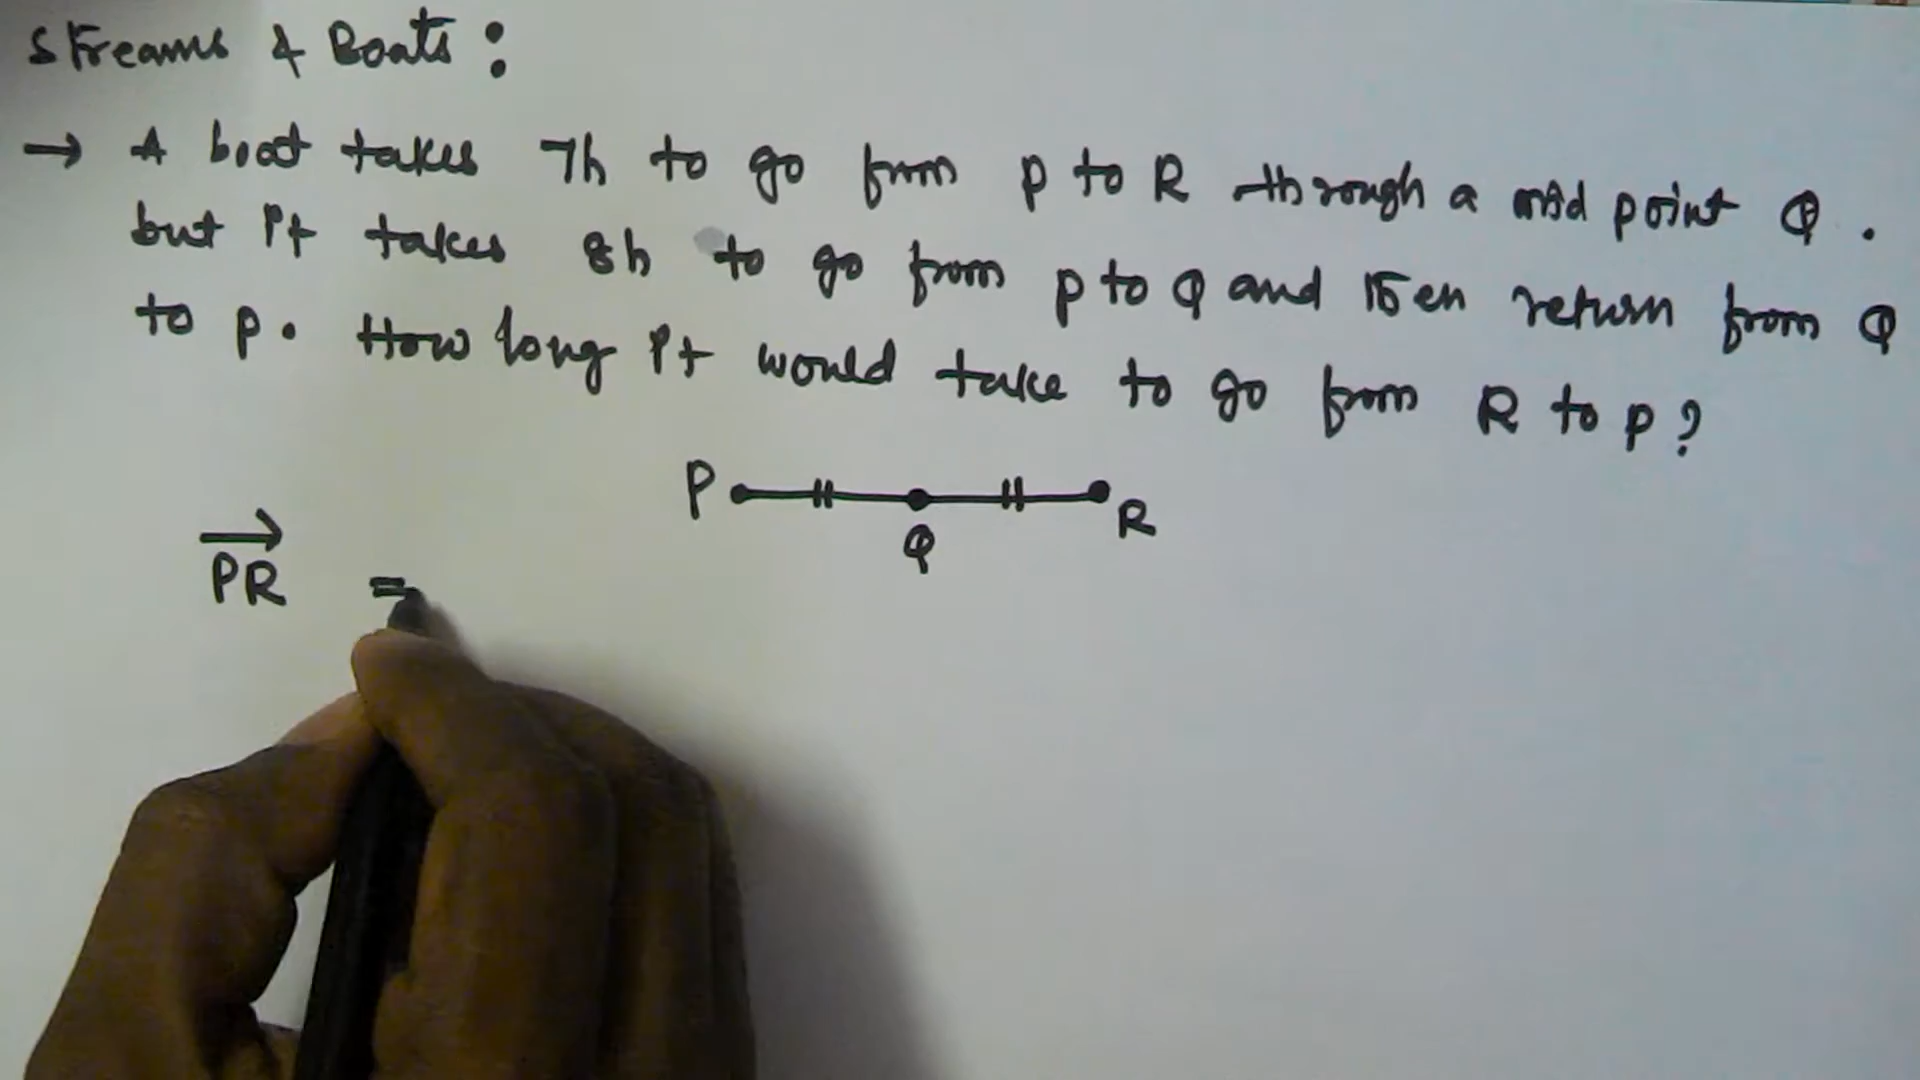 Streams & Boats :
→ A boat takes 7h to go from P to R through a mid point Q.
but it takes 8h to go from P to Q and then return from Q
to P. How long it would take to go from R to P?
P Q R
PR =